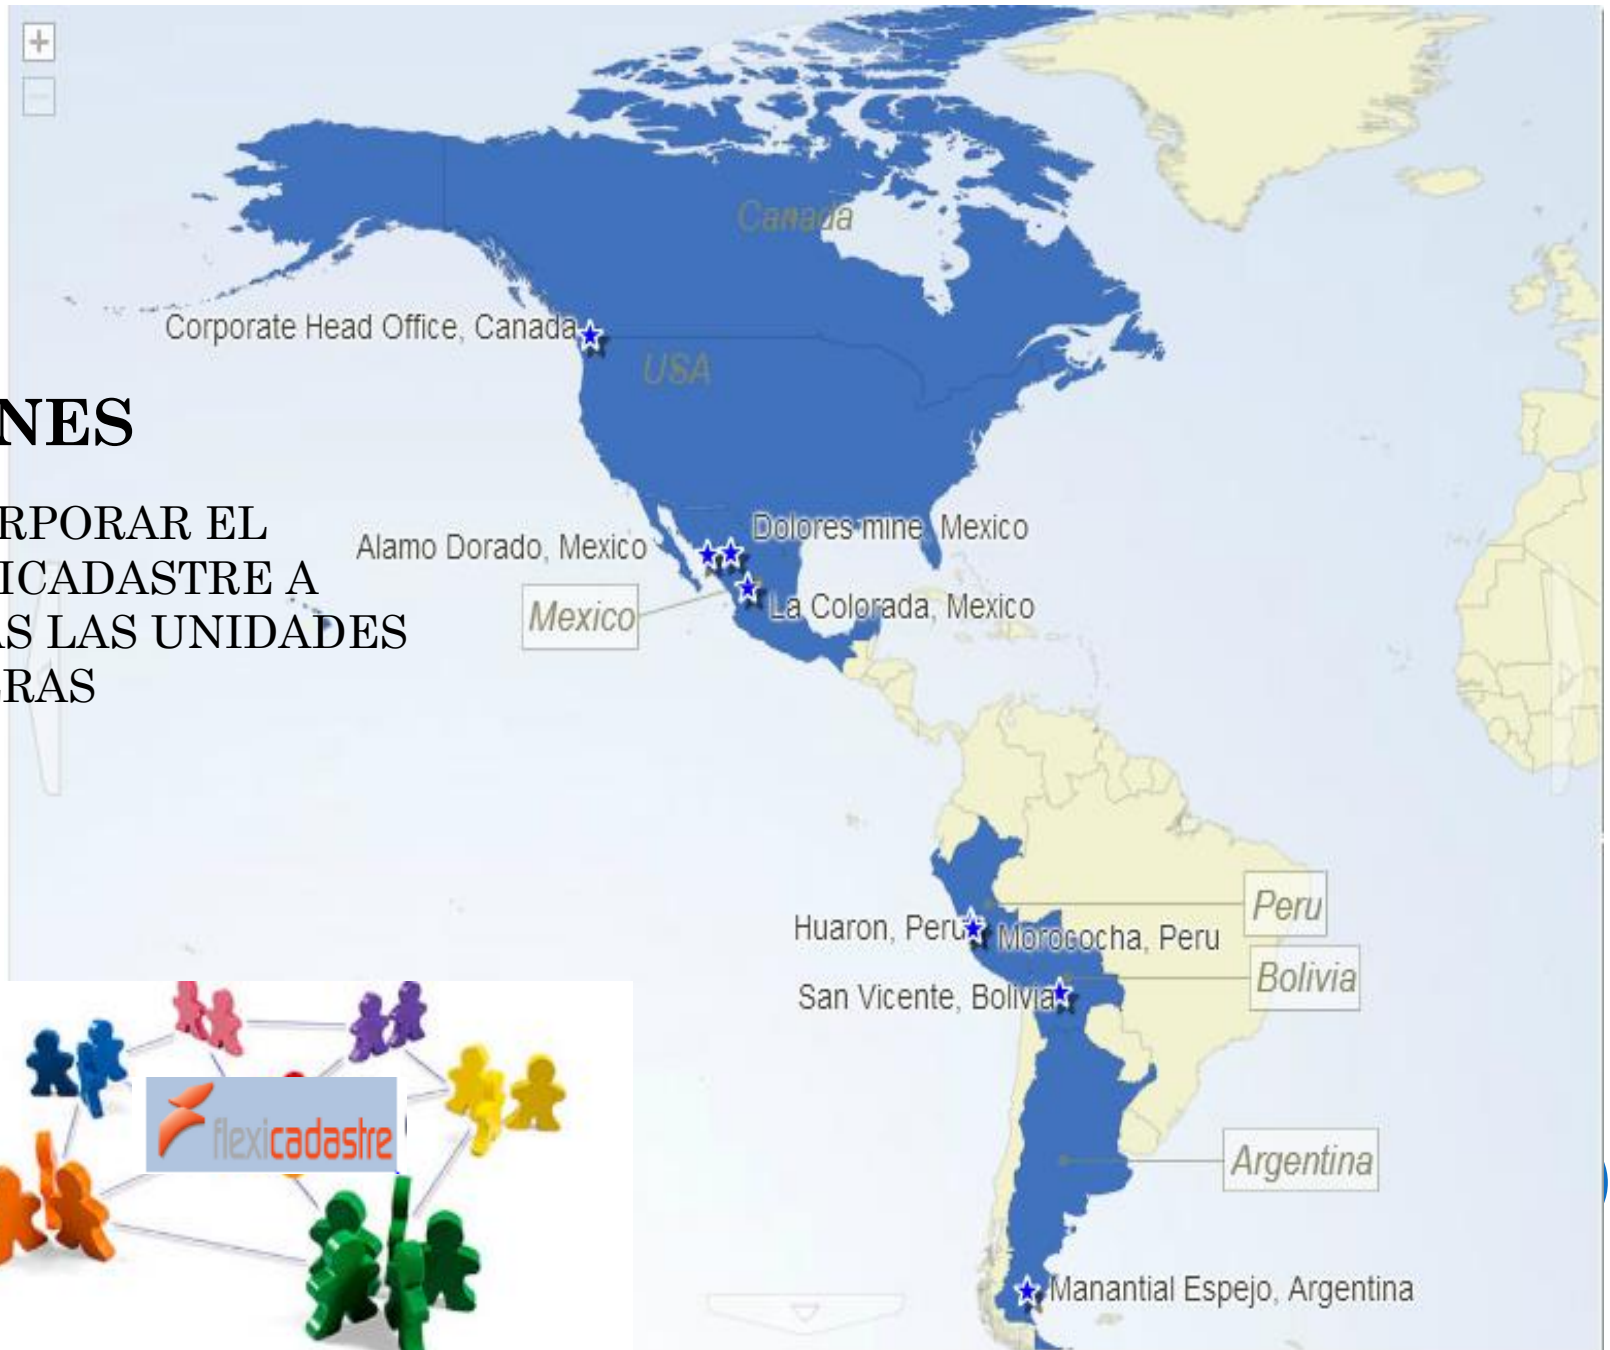 +
Canada
Corporate Head Office, Canada
USA
NES
RPORAR EL
Dolores mine, Mexico
Alamo Dorado, Mexico
ICADASTRE A
Mexico
La Colorada, Mexico
AS LAS UNIDADES
ERAS
Peru
Huaron, Peru
Morococha, Peru
Bolivia
San Vicente, Bolivia
flexicadastre
Argentina
Manantial Espejo, Argentina